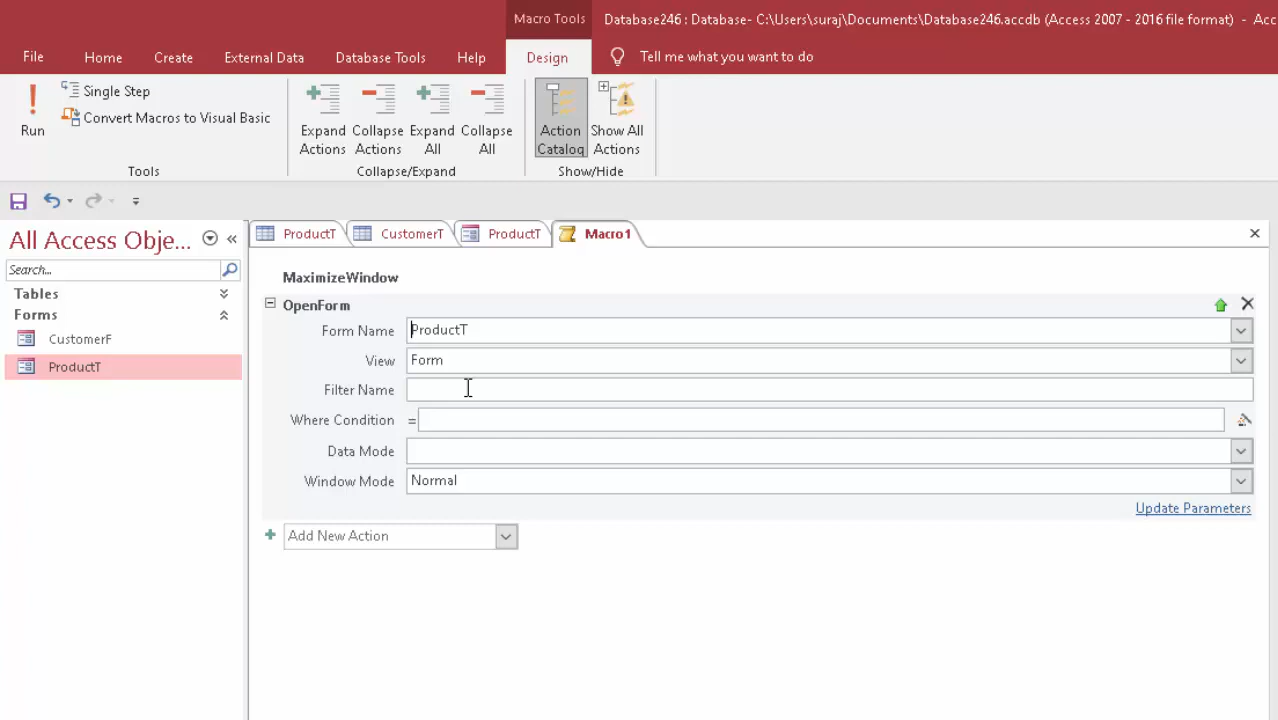 Macro Tools
Database246 : Database- C:\Users\suraj\Documents\Database246.accdb (Access 2007 - 2016 file format) - Acc
File
Home
Create
External Data
Database Tools
Help
Design
Tell me what you want to do
Run
Single Step
Convert Macros to Visual Basic
Tools
Expand Actions
Collapse Actions
Expand All
Collapse All
Collapse/Expand
Action Catalog
Show All Actions
Show/Hide
All Access Obje...
Search...
Tables
Forms
CustomerF
ProductT
ProductT
CustomerT
ProductT
Macro1
MaximizeWindow
OpenForm
Form Name ProductT
View Form
Filter Name
Where Condition =
Data Mode
Window Mode Normal
Update Parameters
Add New Action